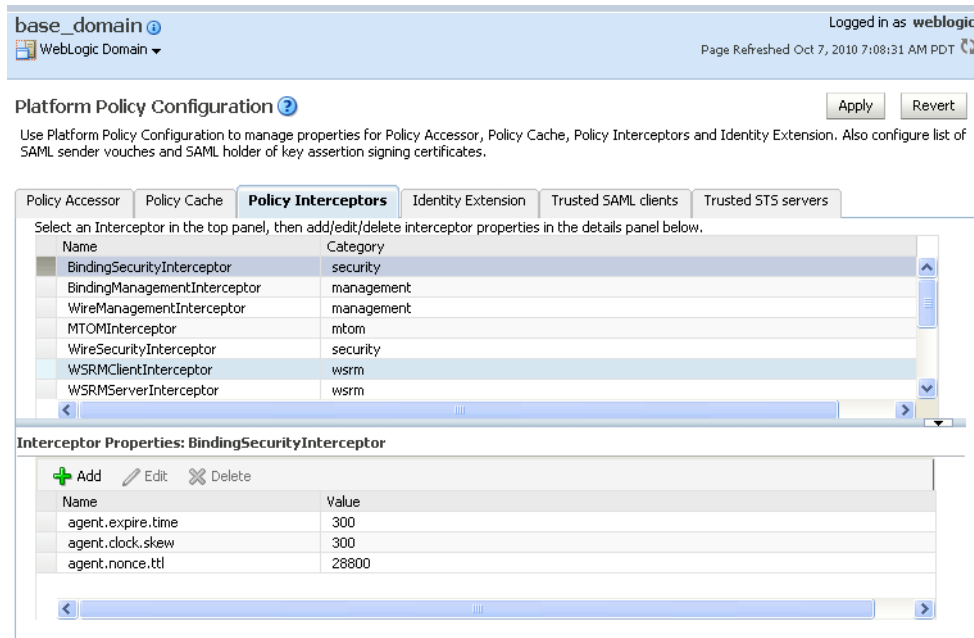 base_domain
Logged in as weblogic
WebLogic Domain
Page Refreshed Oct 7, 2010 7:08:31 AM PDT
Platform Policy Configuration
Apply Revert
Use Platform Policy Configuration to manage properties for Policy Accessor, Policy Cache, Policy Interceptors and Identity Extension. Also configure list of
SAML sender vouches and SAML holder of key assertion signing certificates.
Policy Accessor Policy Cache Policy Interceptors Identity Extension Trusted SAML clients Trusted STS servers
Select an Interceptor in the top panel, then add/edit/delete interceptor properties in the details panel below.
Name Category
BindingSecurityInterceptor security
BindingManagementInterceptor management
WireManagementInterceptor management
MTOMInterceptor mtom
WireSecurityInterceptor security
WSRMClientInterceptor wsrm
WSRMServerInterceptor wsrm
Interceptor Properties: BindingSecurityInterceptor
Add Edit Delete
Name Value
agent.expire.time 300
agent.clock.skew 300
agent.nonce.ttl 28800